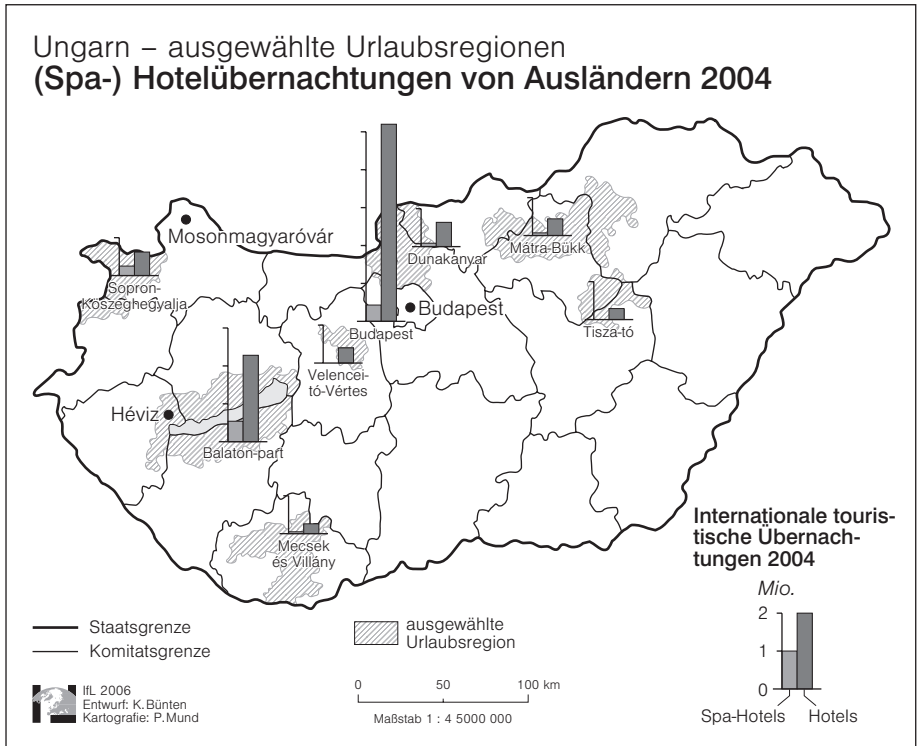 Ungarn – ausgewählte Urlaubsregionen
(Spa-) Hotelübernachtungen von Ausländern 2004
Mosonmagyaróvár
Sopron-
Köszeghegyalja
Dunakanyar
Mátra-Bükk
Budapest
Budapest
Tisza-tó
Velencei-
tó-Vértes
Héviz
Balaton-part
Mecsek
és Villány
Internationale touris-
tische Übernach-
tungen 2004
Mio.
2
1
0
Spa-Hotels
Hotels
Staatsgrenze
Komitatsgrenze
ausgewählte
Urlaubsregion
IfL 2006
Entwurf: K.Bünten
Kartografie: P.Mund
0 50 100 km
Maßstab 1 : 4 5000 000